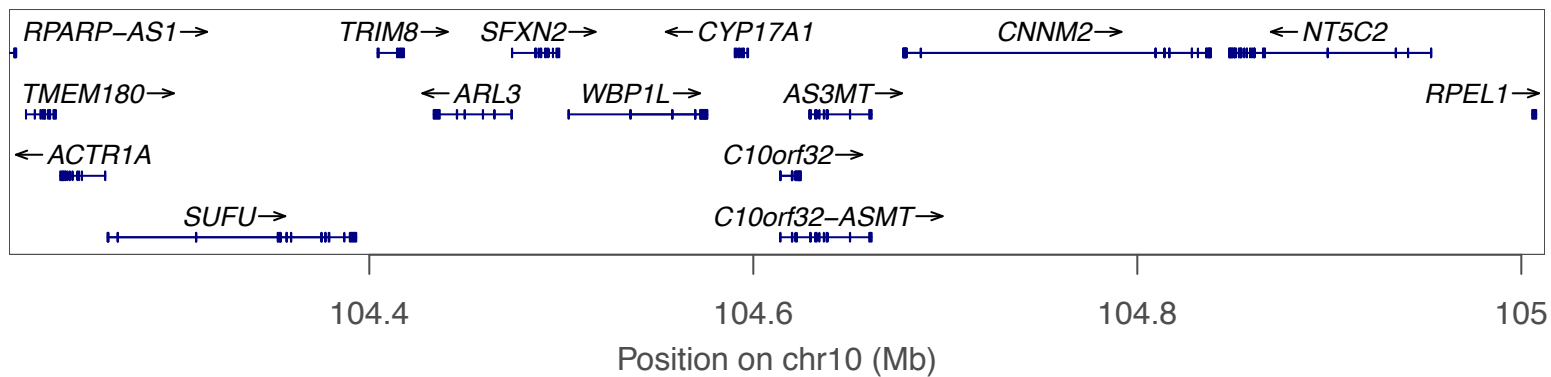 RPARP−AS1→ TRIM8→ SFXN2→ ←CYP17A1 CNNM2→ ←NT5C2
TMEM180→ ←ARL3 WBP1L→ AS3MT→ RPEL1→
←ACTR1A C10orf32→
SUFU→ C10orf32−ASMT→
104.4 104.6 104.8 105
Position on chr10 (Mb)